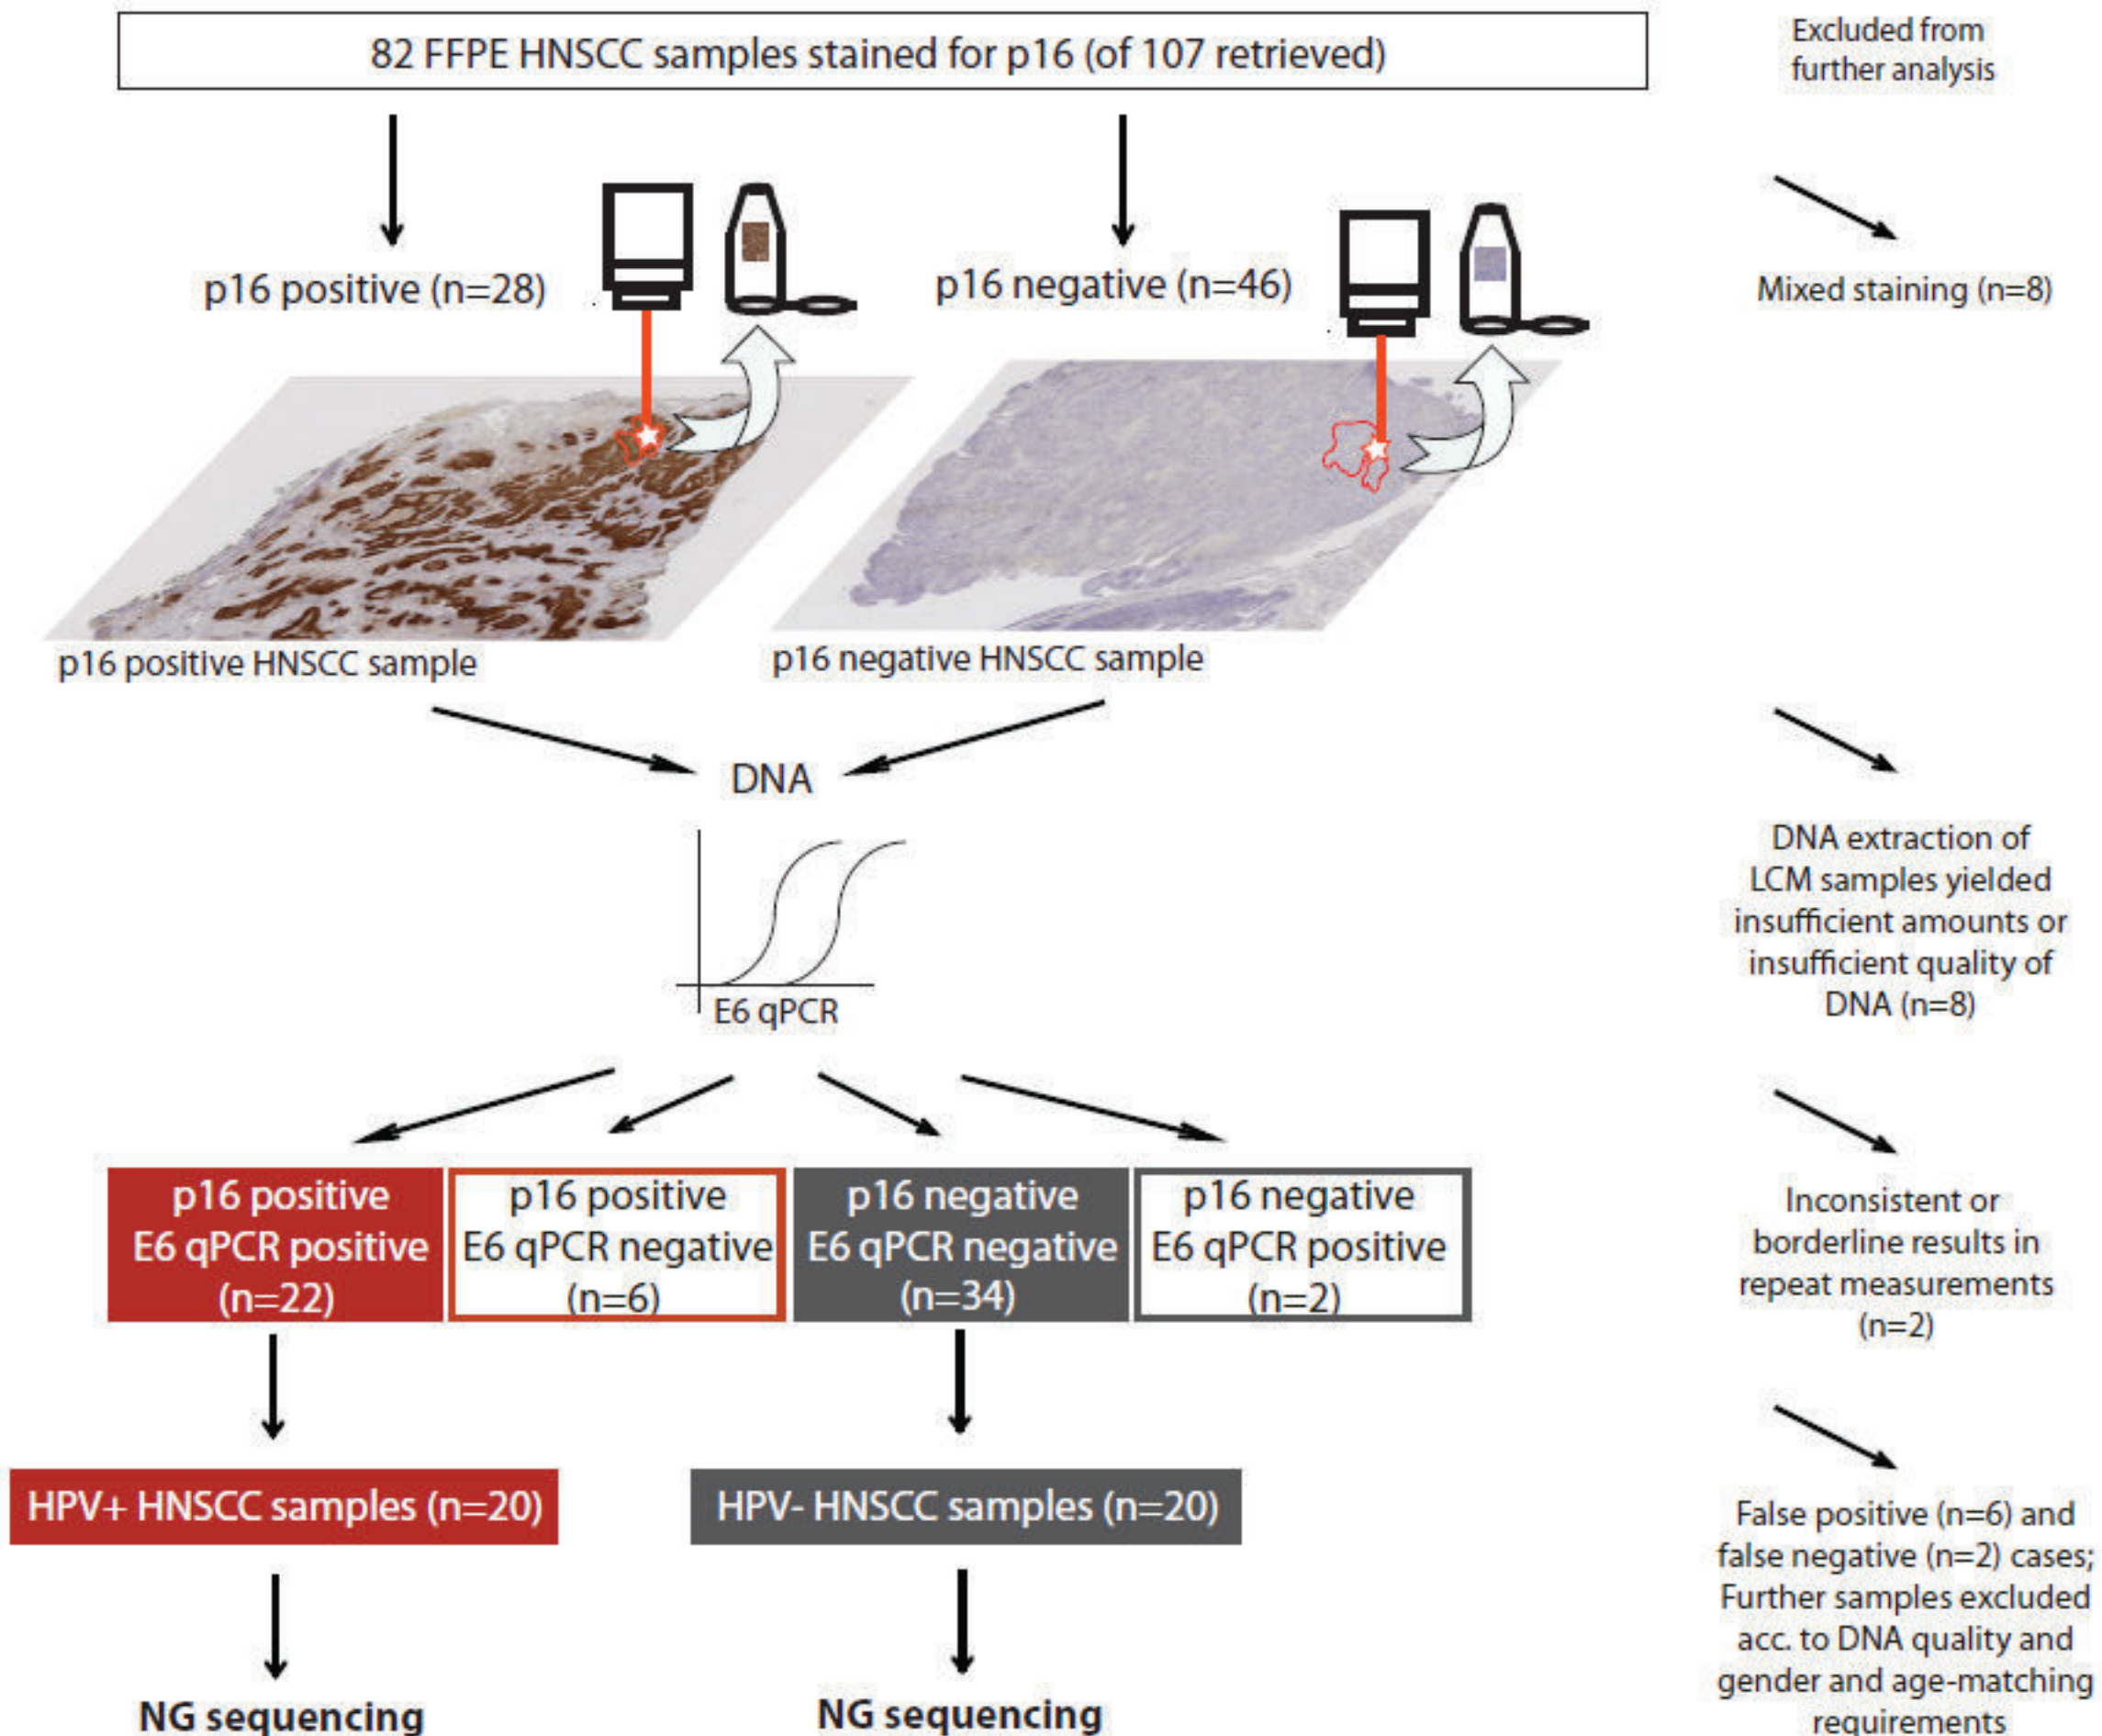 82 FFPE HNSCC samples stained for p16 (of 107 retrieved)
Excluded from
further analysis
p16 positive (n=28)
p16 negative (n=46)
Mixed staining (n=8)
p16 positive HNSCC sample
p16 negative HNSCC sample
DNA
E6 qPCR
DNA extraction of
LCM samples yielded
insufficient amounts or
insufficient quality of
DNA (n=8)
p16 positive
E6 qPCR positive
(n=22)
p16 positive
E6 qPCR negative
(n=6)
p16 negative
E6 qPCR negative
(n=34)
p16 negative
E6 qPCR positive
(n=2)
Inconsistent or
borderline results in
repeat measurements
(n=2)
HPV+ HNSCC samples (n=20)
HPV- HNSCC samples (n=20)
False positive (n=6) and
false negative (n=2) cases;
Further samples excluded
acc. to DNA quality and
gender and age-matching
requirements
NG sequencing
NG sequencing